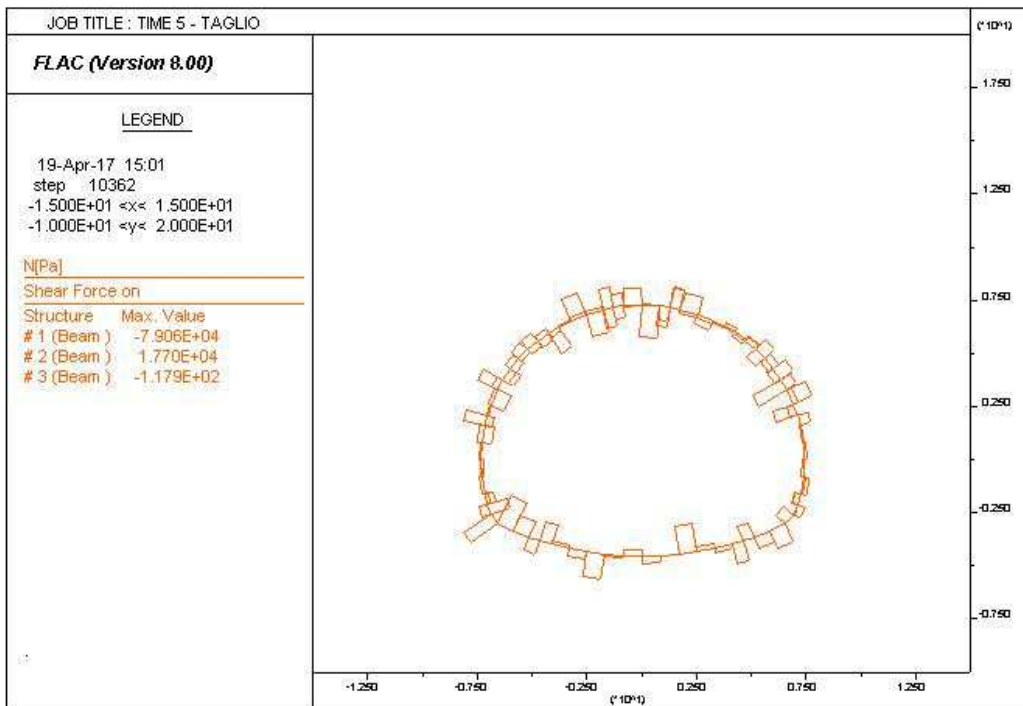 JOB TITLE : TIME 5 - TAGLIO
FLAC (Version 8.00)
LEGEND
19-Apr-17 15:01
step 10362
-1.500E+01 <x< 1.500E+01
-1.000E+01 <y< 2.000E+01
N[Pa]
Shear Force on
Structure Max. Value
# 1 (Beam ) -7.906E+04
# 2 (Beam ) 1.770E+04
# 3 (Beam ) -1.179E+02
(*10^1)
1.750
1.250
0.750
0.250
-0.250
-0.750
-1.250 -0.750 -0.250 0.250 0.750 1.250
(*10^1)